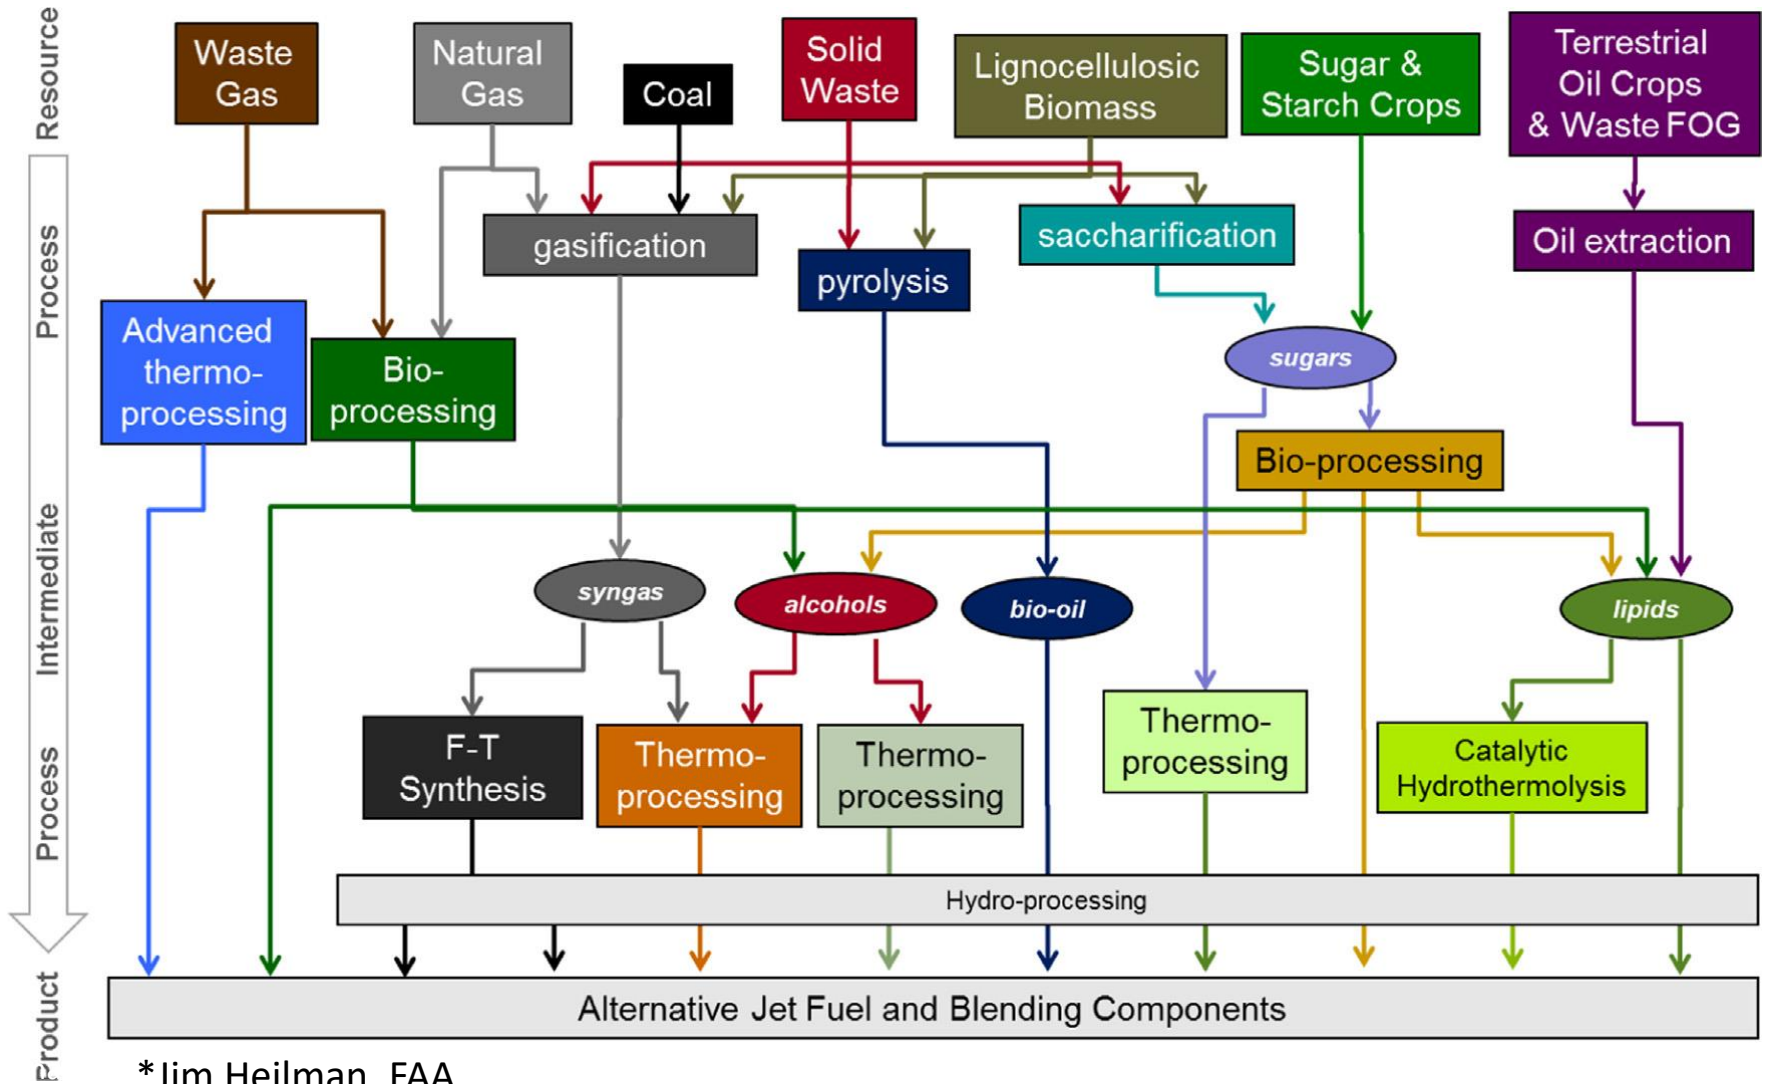 Resource
Waste
Gas
Natural
Gas
Coal
Solid
Waste
Lignocellulosic
Biomass
Sugar &
Starch Crops
Terrestrial
Oil Crops
& Waste FOG
Process
gasification
pyrolysis
saccharification
Oil extraction
Advanced
thermo-
processing
Bio-
processing
sugars
Bio-processing
Intermediate
syngas
alcohols
bio-oil
lipids
Process
F-T
Synthesis
Thermo-
processing
Thermo-
processing
Thermo-
processing
Catalytic
Hydrothermolysis
Hydro-processing
Product
Alternative Jet Fuel and Blending Components
*Jim Heilman, FAA